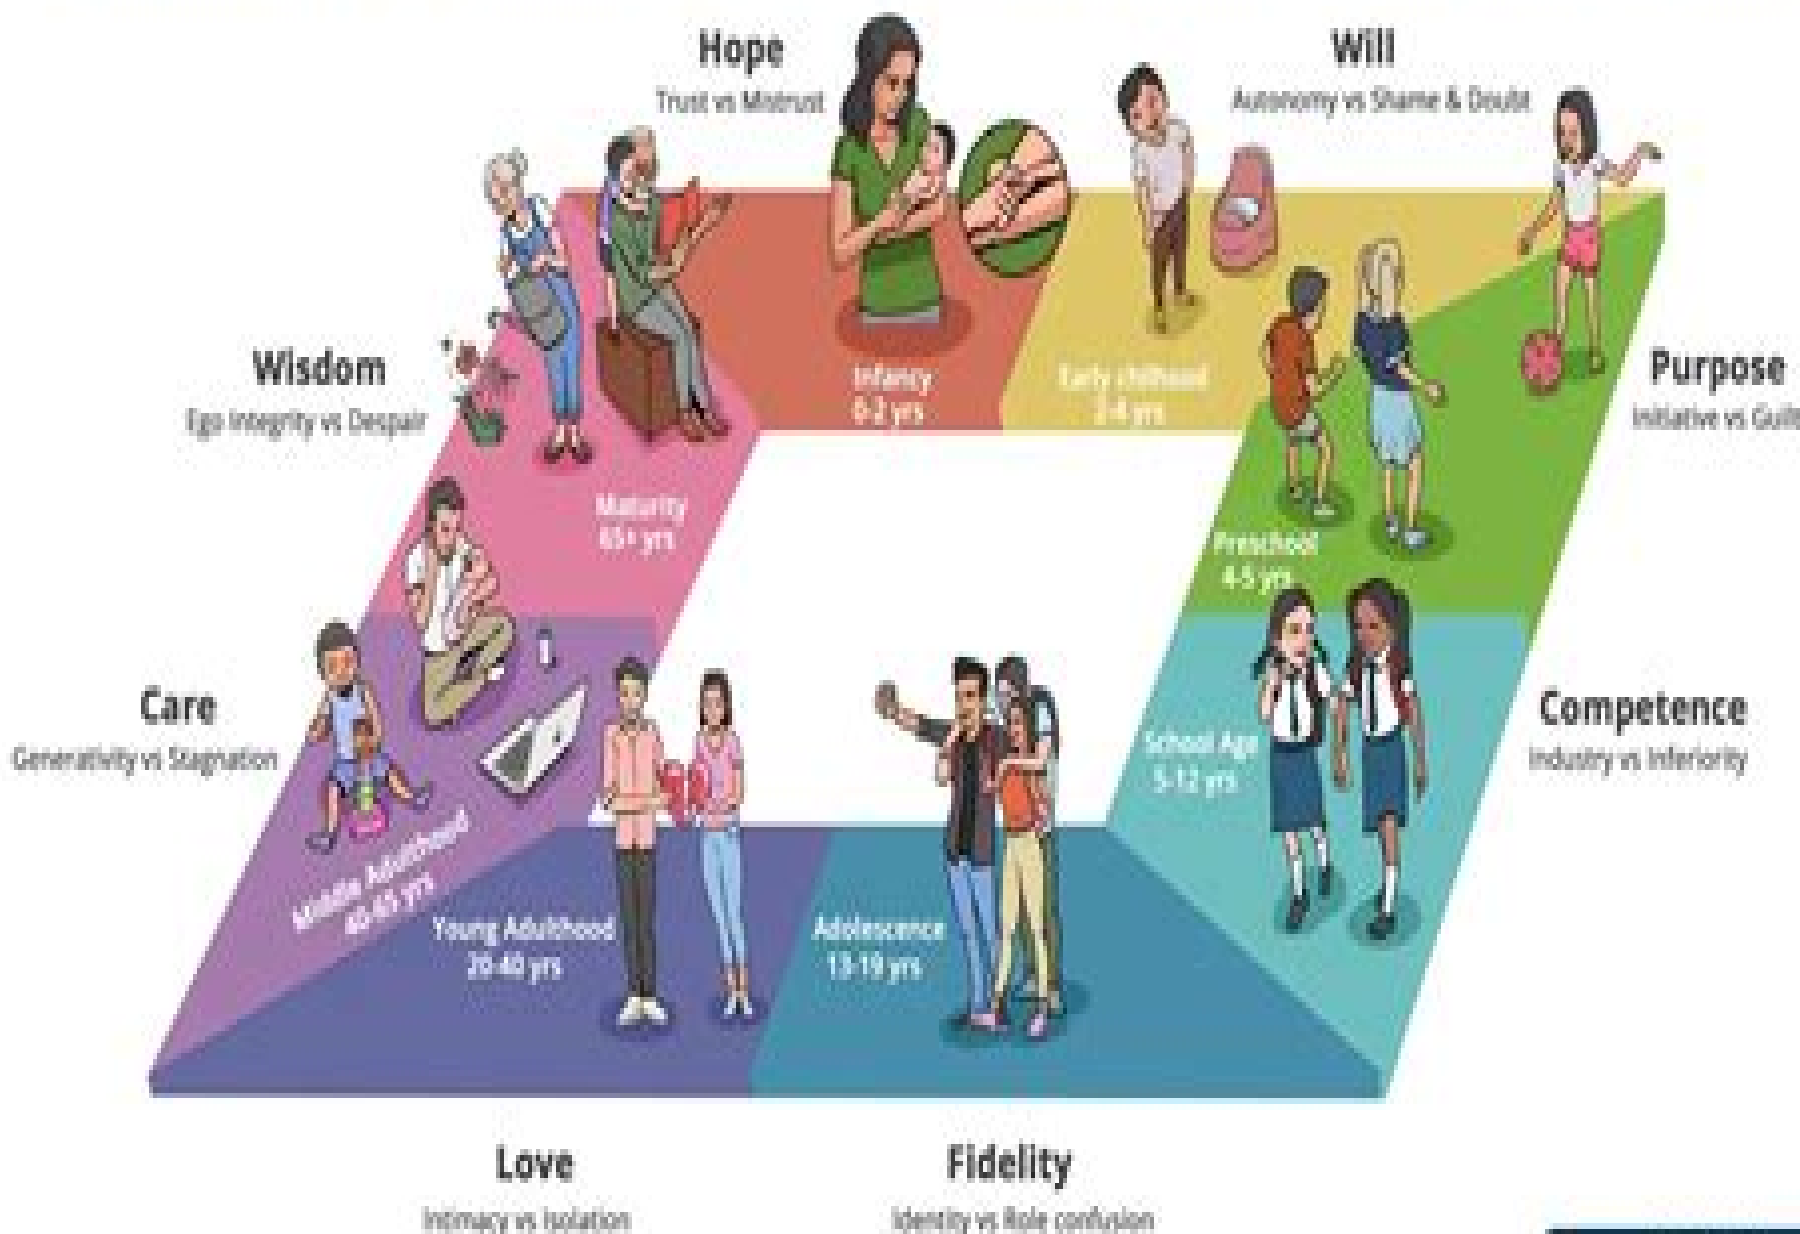 Hope
Trust vs Mistrust
Will
Autonomy vs Shame & Doubt
Infancy
0-2 yrs
Early chilhood
2-4 yrs
Purpose
Initiative vs Guilt
Preschool
4-5 yrs
Competence
Industry vs Inferiority
School Age
5-12 yrs
Fidelity
Identity vs Role confusion
Adolescence
13-19 yrs
Love
Intimacy vs Isolation
Young Adulthood
20-40 yrs
Care
Generativity vs Stagnation
Middle Adulthood
40-65 yrs
Wisdom
Ego Integrity vs Despair
Maturity
65+ yrs